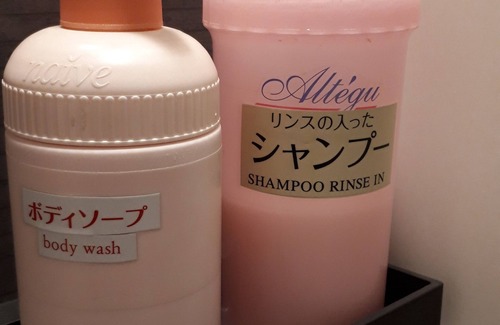 naïve
ボディソープ
body wash
Altégu
リンスの入った
シャンプー
SHAMPOO RINSE IN